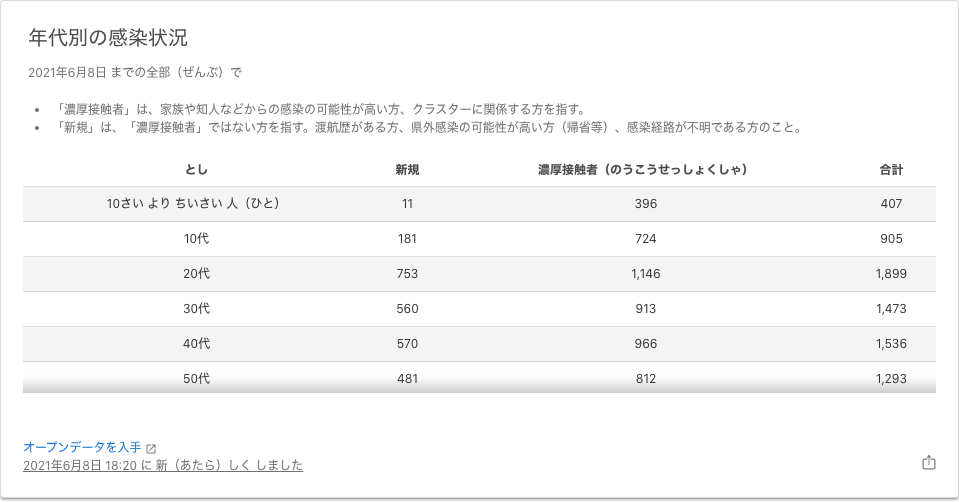 年代別の感染状況
2021年6月8日 までの全部（ぜんぶ）で
• 「濃厚接触者」は、家族や知人などからの感染の可能性が高い方、クラスターに関係する方を指す。
• 「新規」は、「濃厚接触者」ではない方を指す。渡航歴がある方、県外感染の可能性が高い方（帰省等）、感染経路が不明である方のこと。
とし 新規 濃厚接触者（のうこうせっしょくしゃ） 合計
10さい より ちいさい 人（ひと） 11 396 407
10代 181 724 905
20代 753 1,146 1,899
30代 560 913 1,473
40代 570 966 1,536
50代 481 812 1,293
オープンデータを入手
2021年6月8日 18:20 に 新（あたら）しく しました